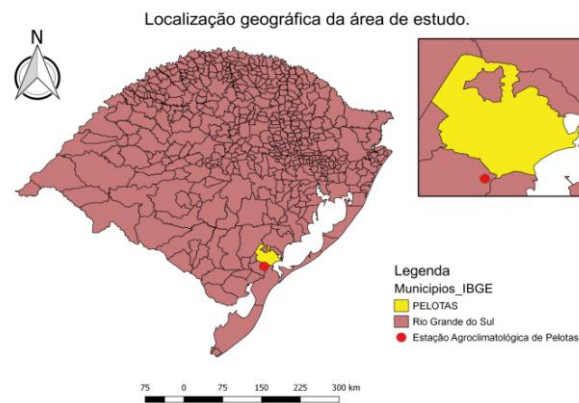 Localização geográfica da área de estudo.
N
Legenda
Municipios_IBGE
PELOTAS
Rio Grande do Sul
Estação Agroclimatológica de Pelotas
75 0 75 150 225 300 km